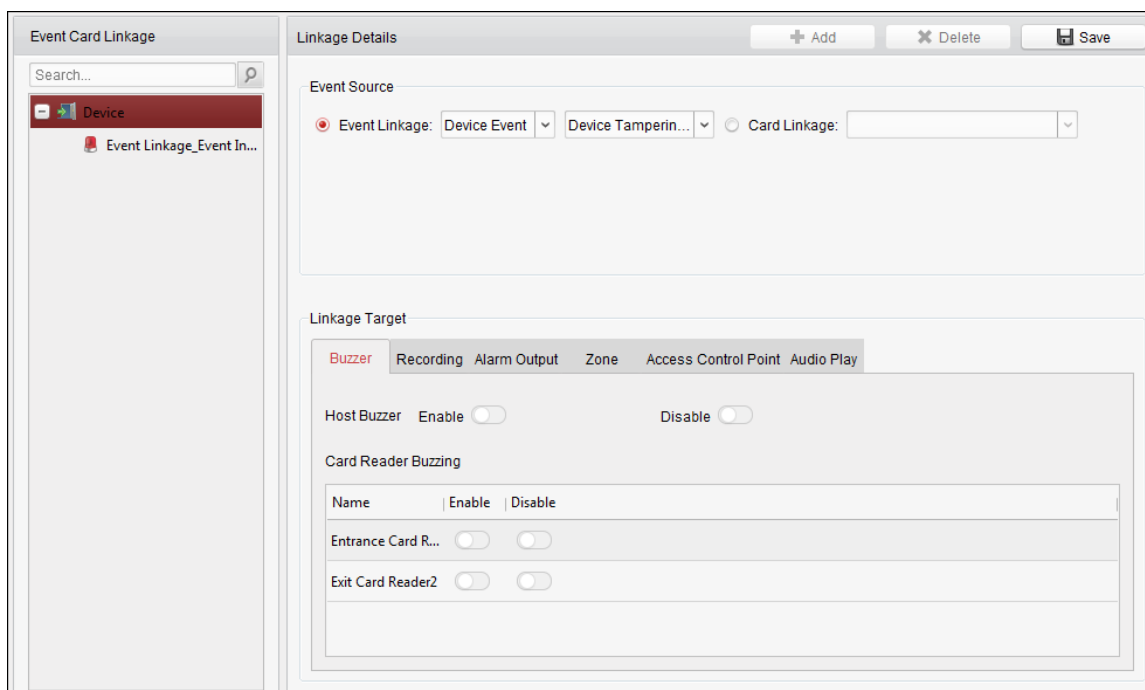 Event Card Linkage
Search...
Device
Event Linkage_Event In...
Linkage Details
Add
Delete
Save
Event Source
Event Linkage: Device Event Device Tamperin... Card Linkage:
Linkage Target
Buzzer Recording Alarm Output Zone Access Control Point Audio Play
Host Buzzer Enable Disable
Card Reader Buzzing
Name Enable Disable
Entrance Card R...
Exit Card Reader2